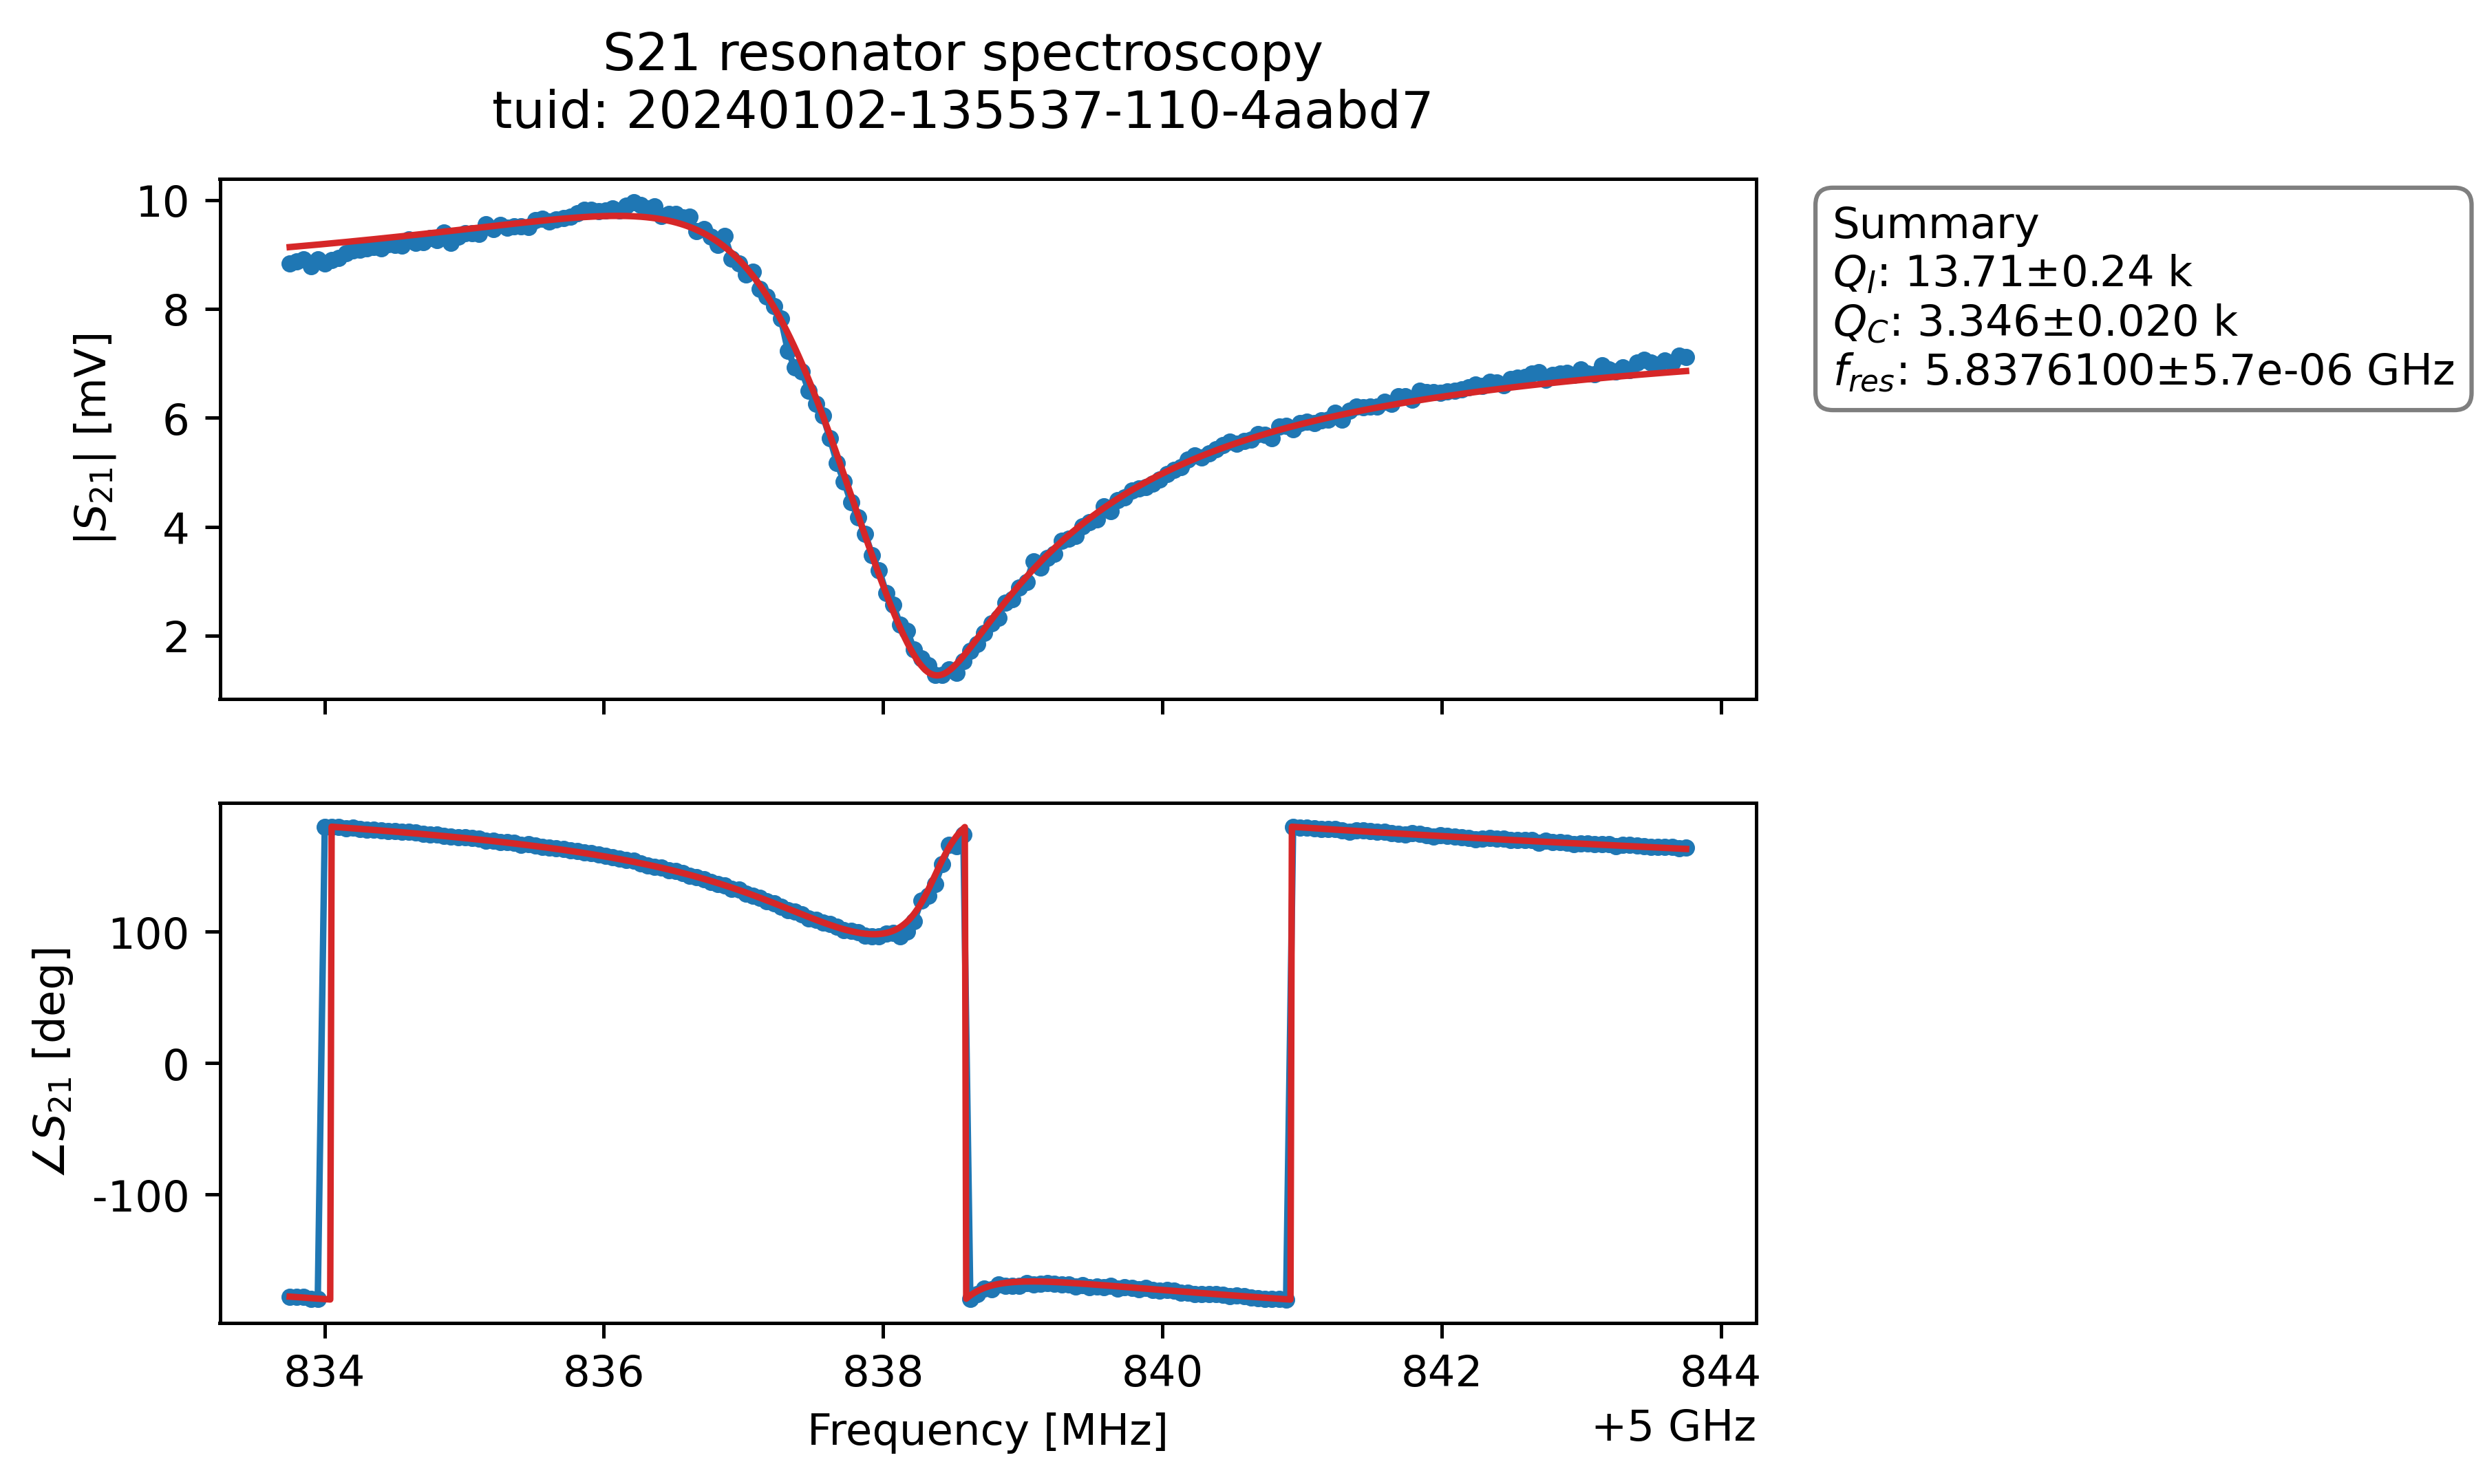 S21 resonator spectroscopy
tuid: 20240102-135537-110-4aabd7
|S21| [mV]
10
8
6
4
2
Summary
QI: 13.71±0.24 k
QC: 3.346±0.020 k
fres: 5.8376100±5.7e-06 GHz
∠S21 [deg]
100
0
-100
834 836 838 840 842 844
Frequency [MHz]
+5 GHz